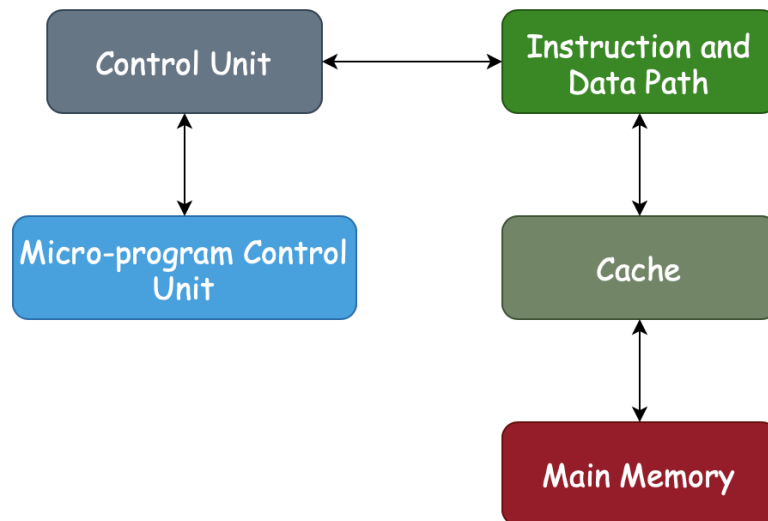 Control Unit
Instruction and
Data Path
Micro-program Control
Unit
Cache
Main Memory